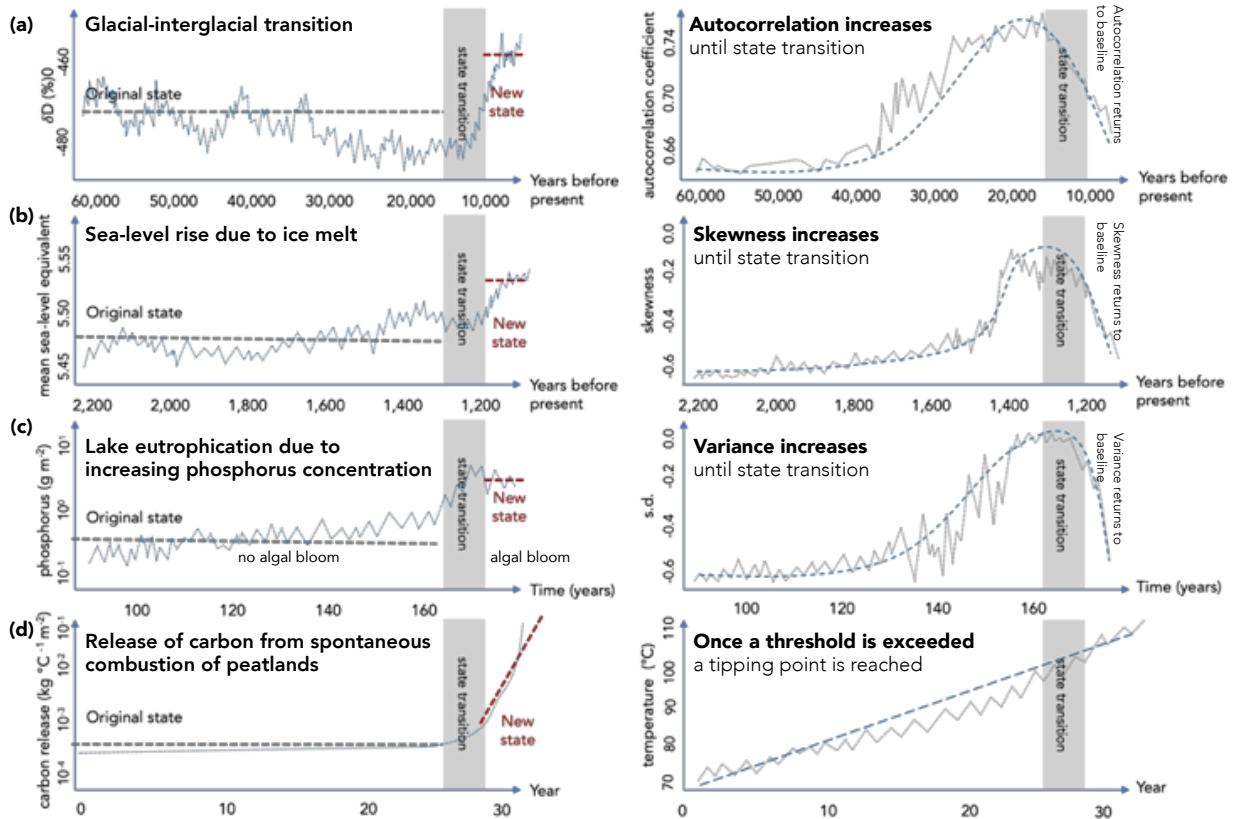 (a)
Glacial-interglacial transition
δD (%)0
-460
-480
Original state
state transition
New
state
60,000 50,000 40,000 30,000 20,000 10,000
Years before
present
Autocorrelation increases
until state transition
autocorrelation coefficient
0.74
0.70
0.66
state transition
Autocorrelation returns
to baseline
60,000 50,000 40,000 30,000 20,000 10,000
Years before
present
(b)
Sea-level rise due to ice melt
mean sea-level equivalent
5.55
5.50
5.45
Original state
state transition
New
state
2,200 2,000 1,800 1,600 1,400 1,200
Years before
present
Skewness increases
until state transition
skewness
0.0
-0.2
-0.4
-0.6
state transition
Skewness returns to
baseline
2,200 2,000 1,800 1,600 1,400 1,200
Years before
present
(c)
Lake eutrophication due to
increasing phosphorus concentration
phosphorus (g m⁻²)
10¹
10⁰
10⁻¹
Original state
no algal bloom
state transition
New
state
algal bloom
100 120 140 160
Time (years)
Variance increases
until state transition
s.d.
0.0
-0.2
-0.4
-0.6
state transition
Variance returns to
baseline
100 120 140 160
Time (years)
(d)
Release of carbon from spontaneous
combustion of peatlands
carbon release (kg °C ⁻¹ m⁻²)
10⁻¹
10⁻²
10⁻³
10⁻⁴
Original state
state transition
New
state
0 10 20 30
Year
Once a threshold is exceeded
a tipping point is reached
temperature (°C)
110
100
90
80
70
state transition
0 10 20 30
Year